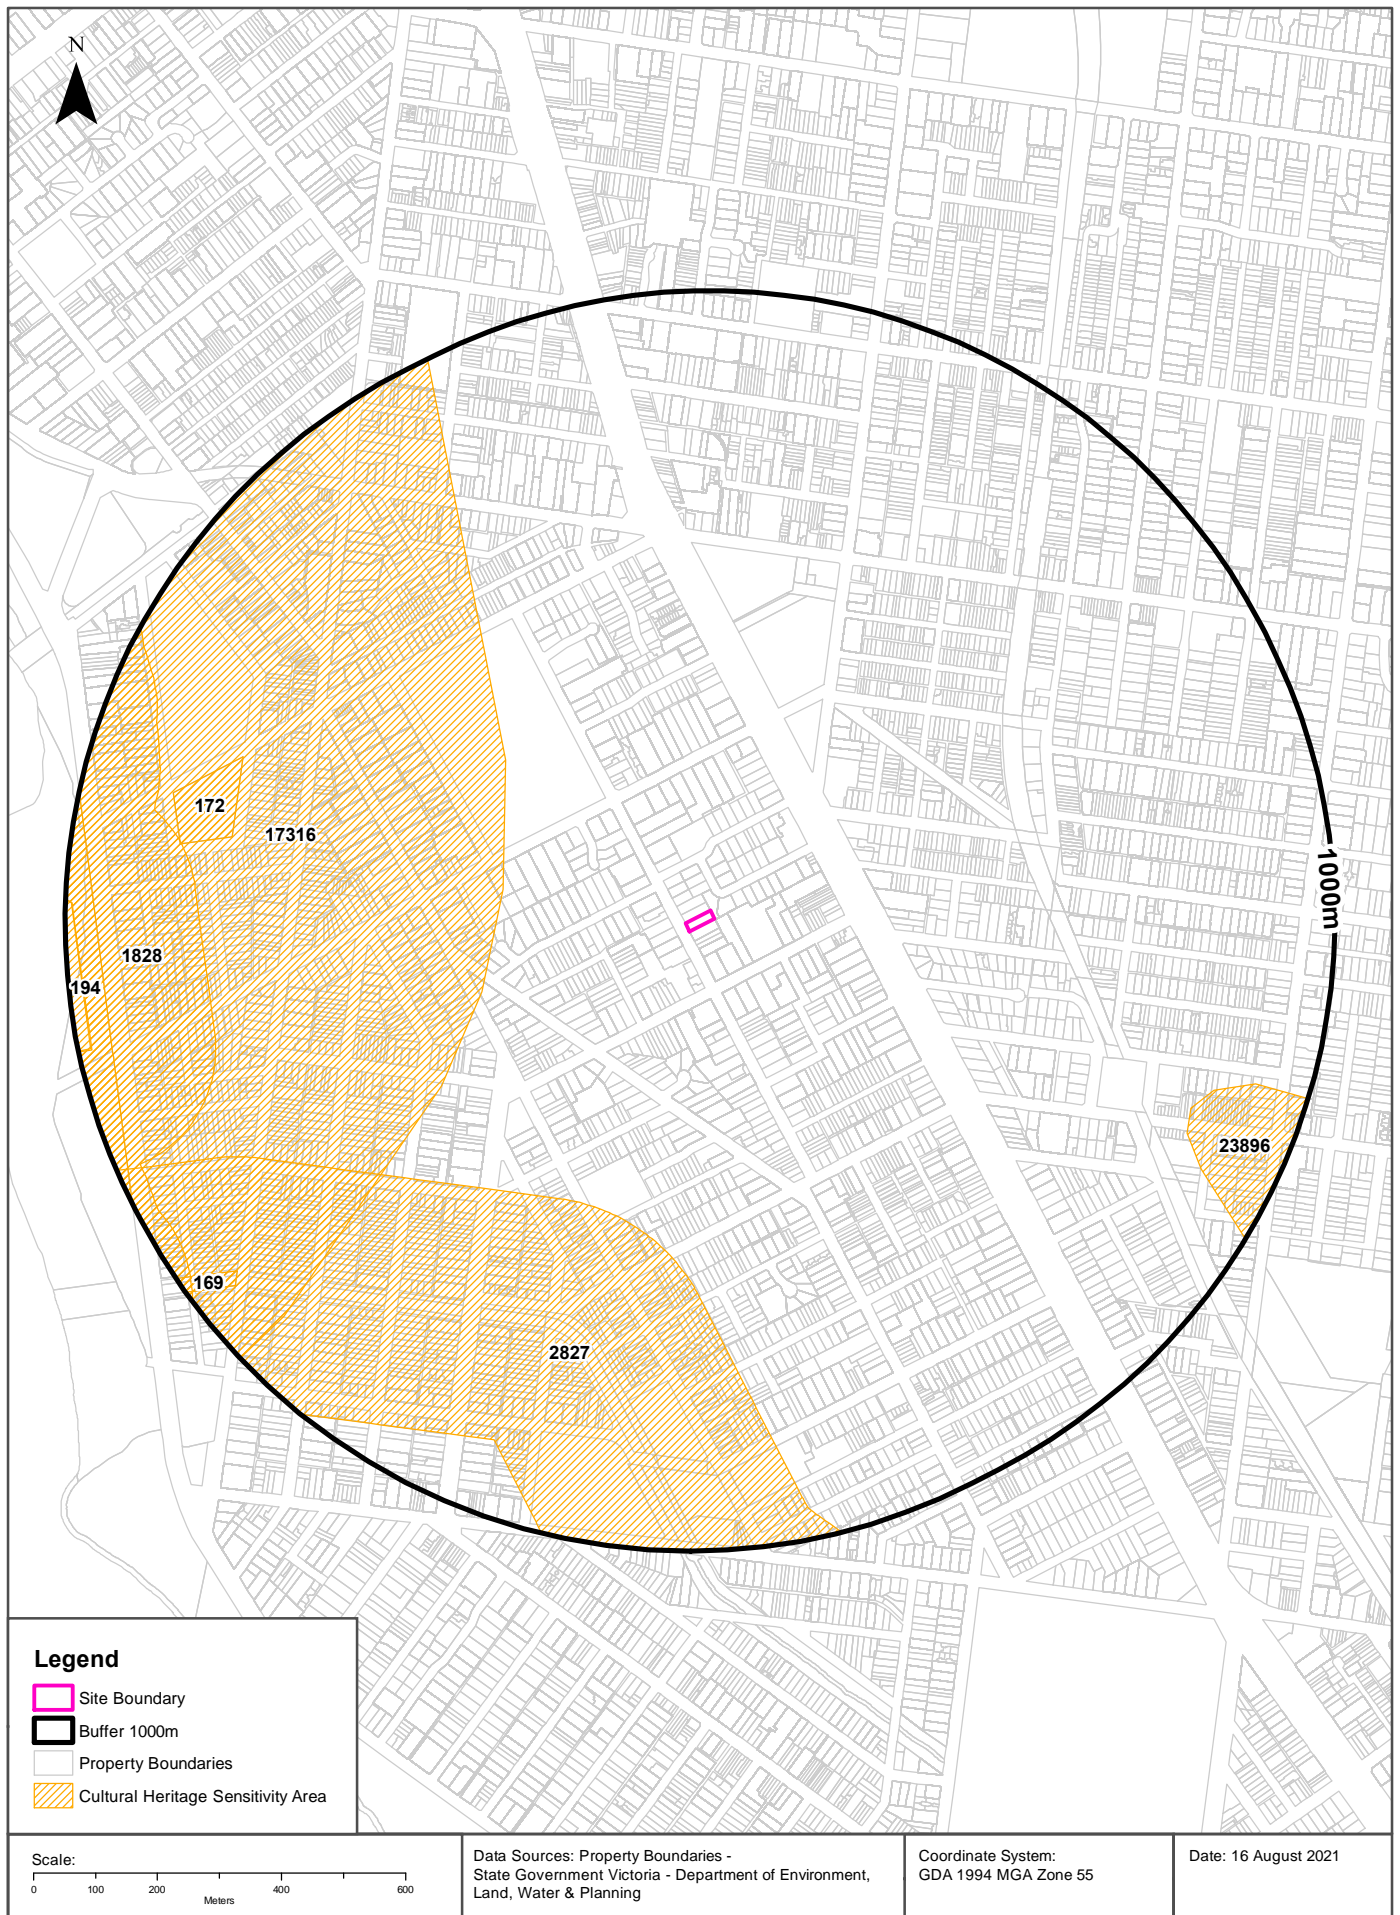 N
172
17316
1000m
1828
194
23896
169
2827
Legend
Site Boundary
Buffer 1000m
Property Boundaries
Cultural Heritage Sensitivity Area
Scale:
0 100 200 400 600
Meters
Data Sources: Property Boundaries -
State Government Victoria - Department of Environment,
Land, Water & Planning
Coordinate System:
GDA 1994 MGA Zone 55
Date: 16 August 2021